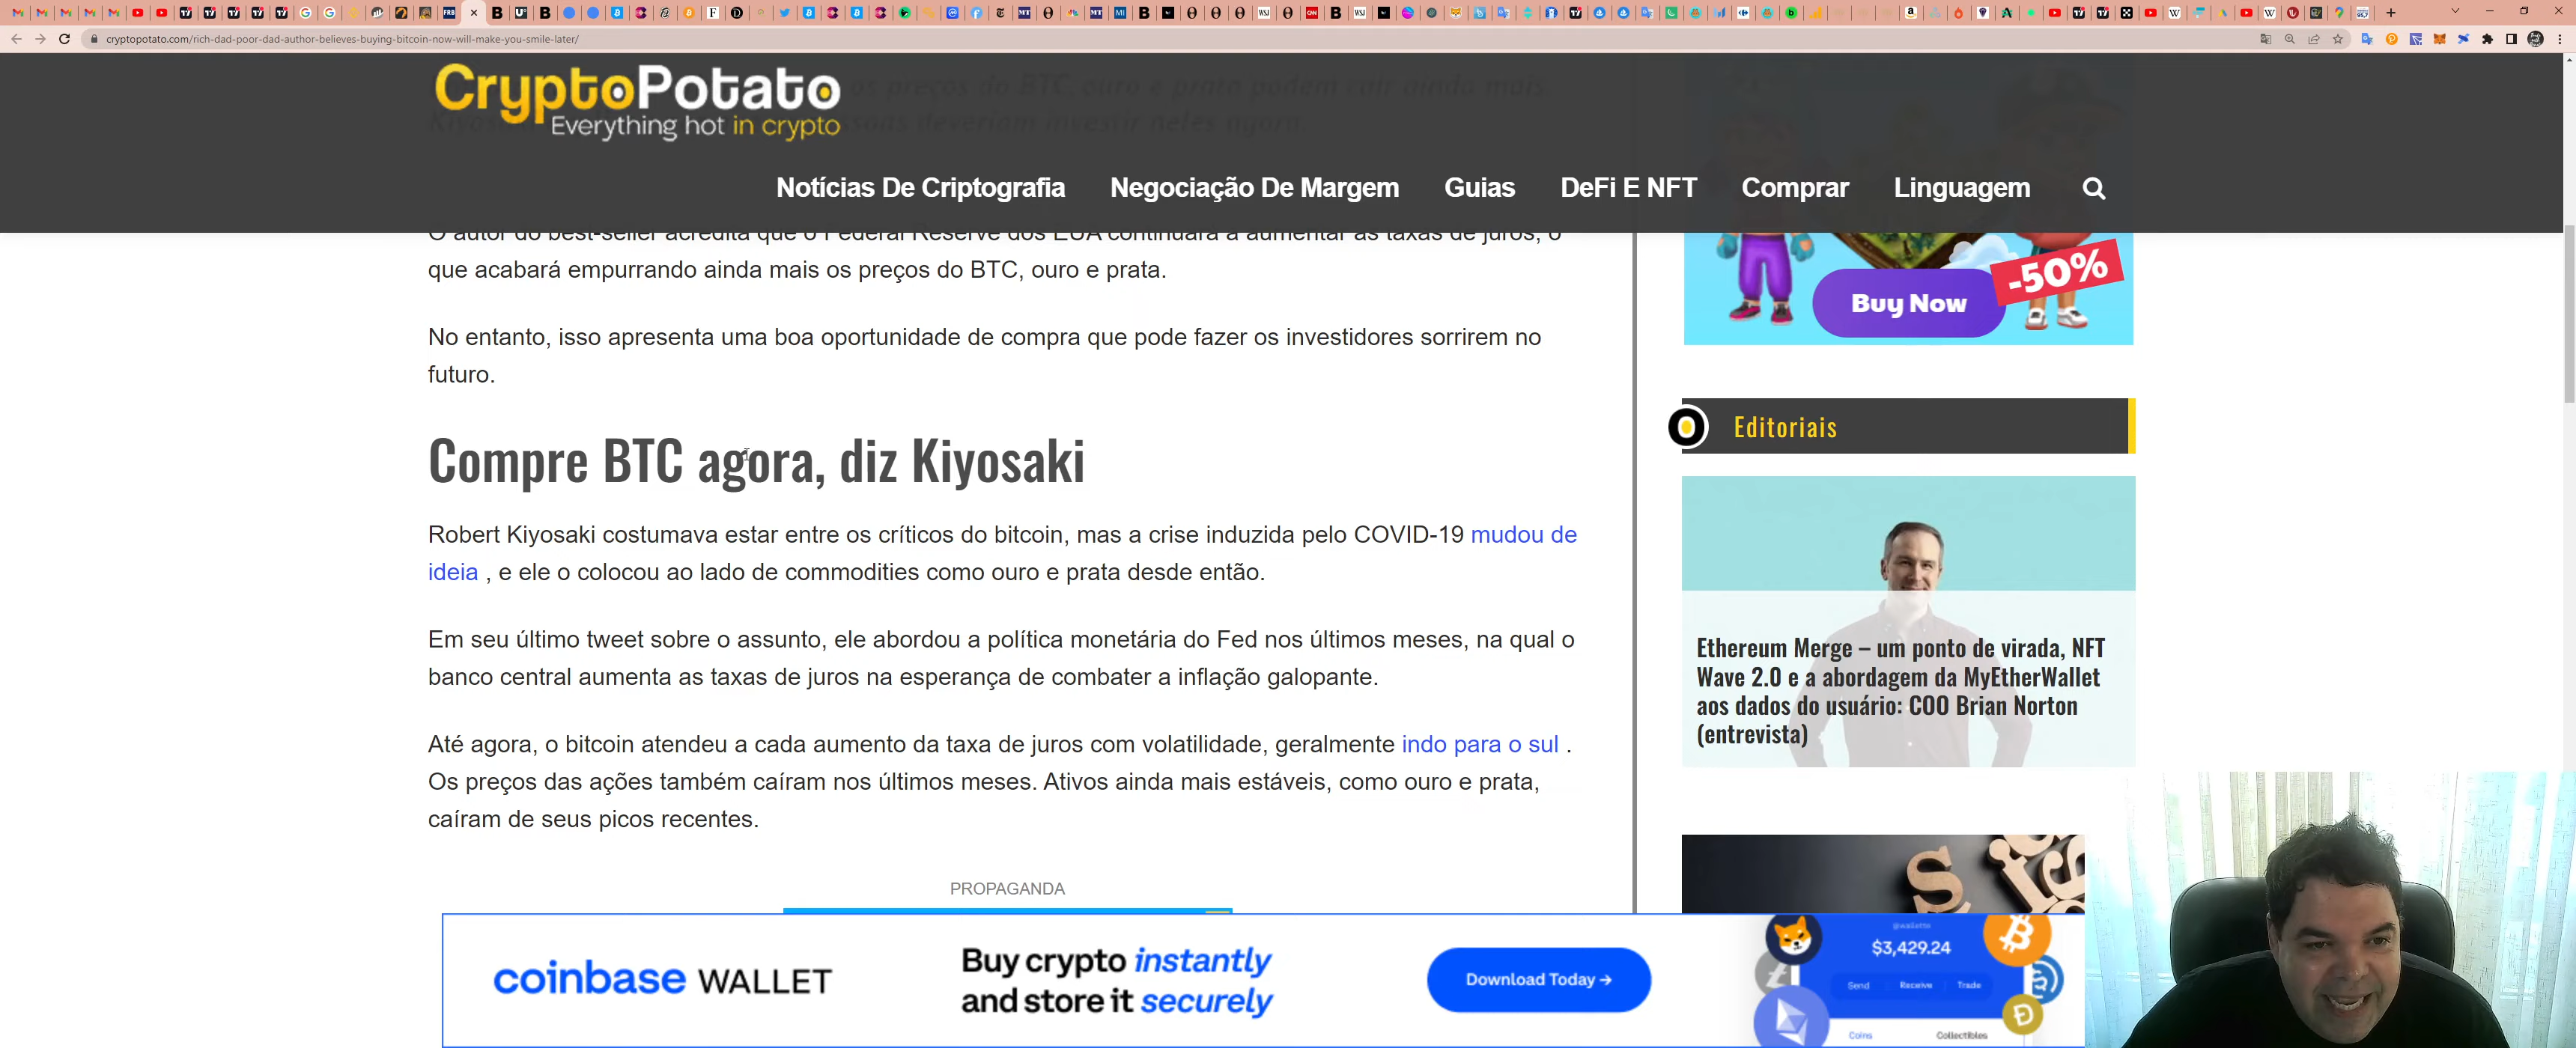 cryptopotato.com/rich-dad-poor-dad-author-believes-buying-bitcoin-now-will-make-you-smile-later/
CryptoPotato
Everything hot in crypto
os preços do BTC, ouro e prata podem cair ainda mais
deveriam investir neles agora.
Notícias De Criptografia
Negociação De Margem
Guias
DeFi E NFT
Comprar
Linguagem
O autor do best-seller acredita que o Federal Reserve dos EUA continuará a aumentar as taxas de juros, o
que acabará empurrando ainda mais os preços do BTC, ouro e prata.
No entanto, isso apresenta uma boa oportunidade de compra que pode fazer os investidores sorrirem no
futuro.
Compre BTC agora, diz Kiyosaki
Robert Kiyosaki costumava estar entre os críticos do bitcoin, mas a crise induzida pelo COVID-19 mudou de
ideia , e ele o colocou ao lado de commodities como ouro e prata desde então.
Em seu último tweet sobre o assunto, ele abordou a política monetária do Fed nos últimos meses, na qual o
banco central aumenta as taxas de juros na esperança de combater a inflação galopante.
Até agora, o bitcoin atendeu a cada aumento da taxa de juros com volatilidade, geralmente indo para o sul .
Os preços das ações também caíram nos últimos meses. Ativos ainda mais estáveis, como ouro e prata,
caíram de seus picos recentes.
PROPAGANDA
-50%
Buy Now
Editoriais
Ethereum Merge – um ponto de virada, NFT
Wave 2.0 e a abordagem da MyEtherWallet
aos dados do usuário: COO Brian Norton
(entrevista)
coinbase WALLET
Buy crypto instantly
and store it securely
Download Today →
$3,429.24
Send
Receive
Trade
Coins
Collectibles